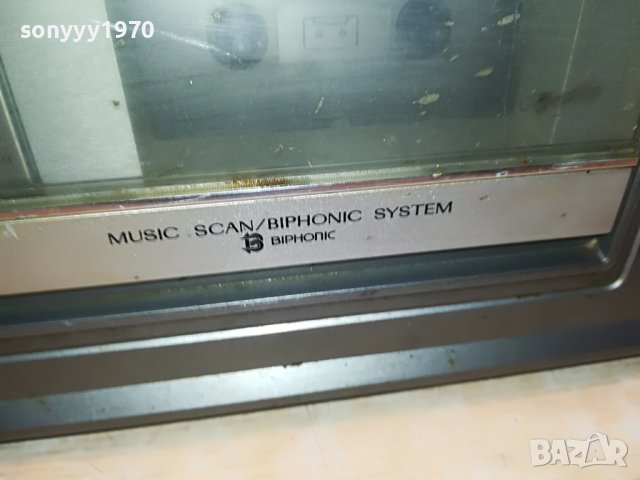 sonyyy1970
MUSIC SCAN/BIPHONIC SYSTEM
B BIPHONIC
BAZAR